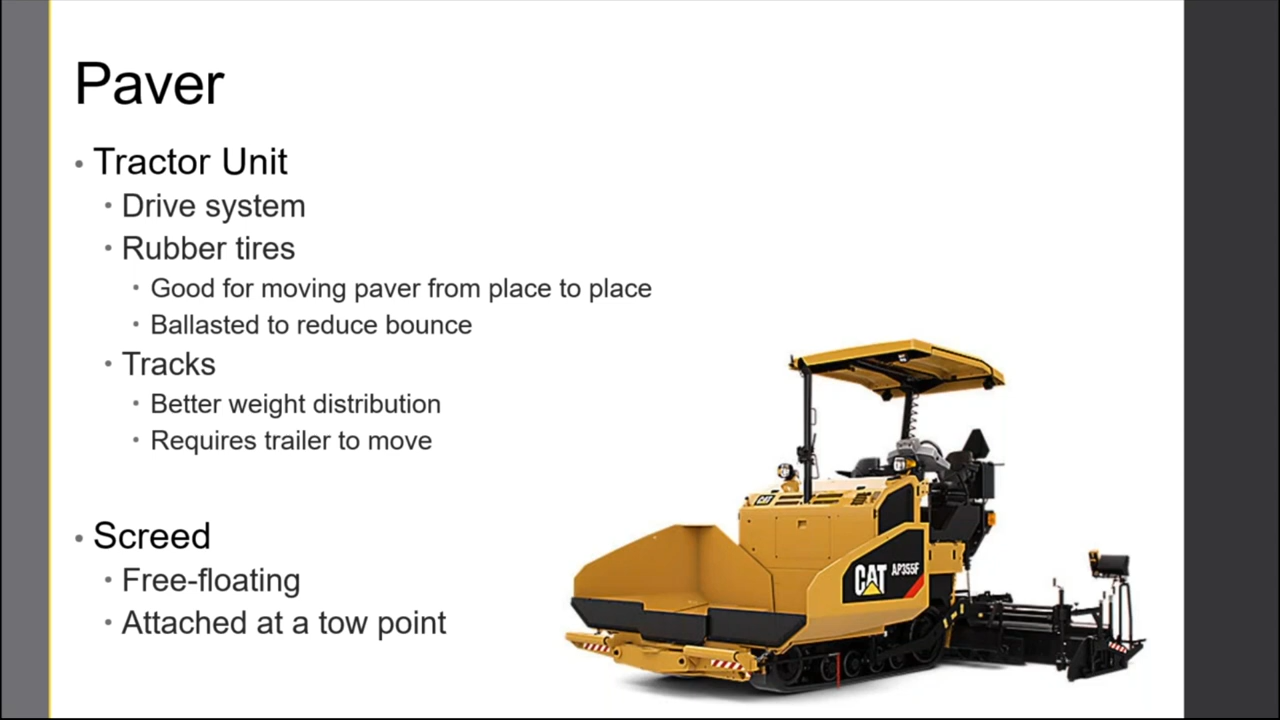 Paver
Tractor Unit
Drive system
Rubber tires
Good for moving paver from place to place
Ballasted to reduce bounce
Tracks
Better weight distribution
Requires trailer to move
Screed
Free-floating
Attached at a tow point
CAT
CAT AP355F